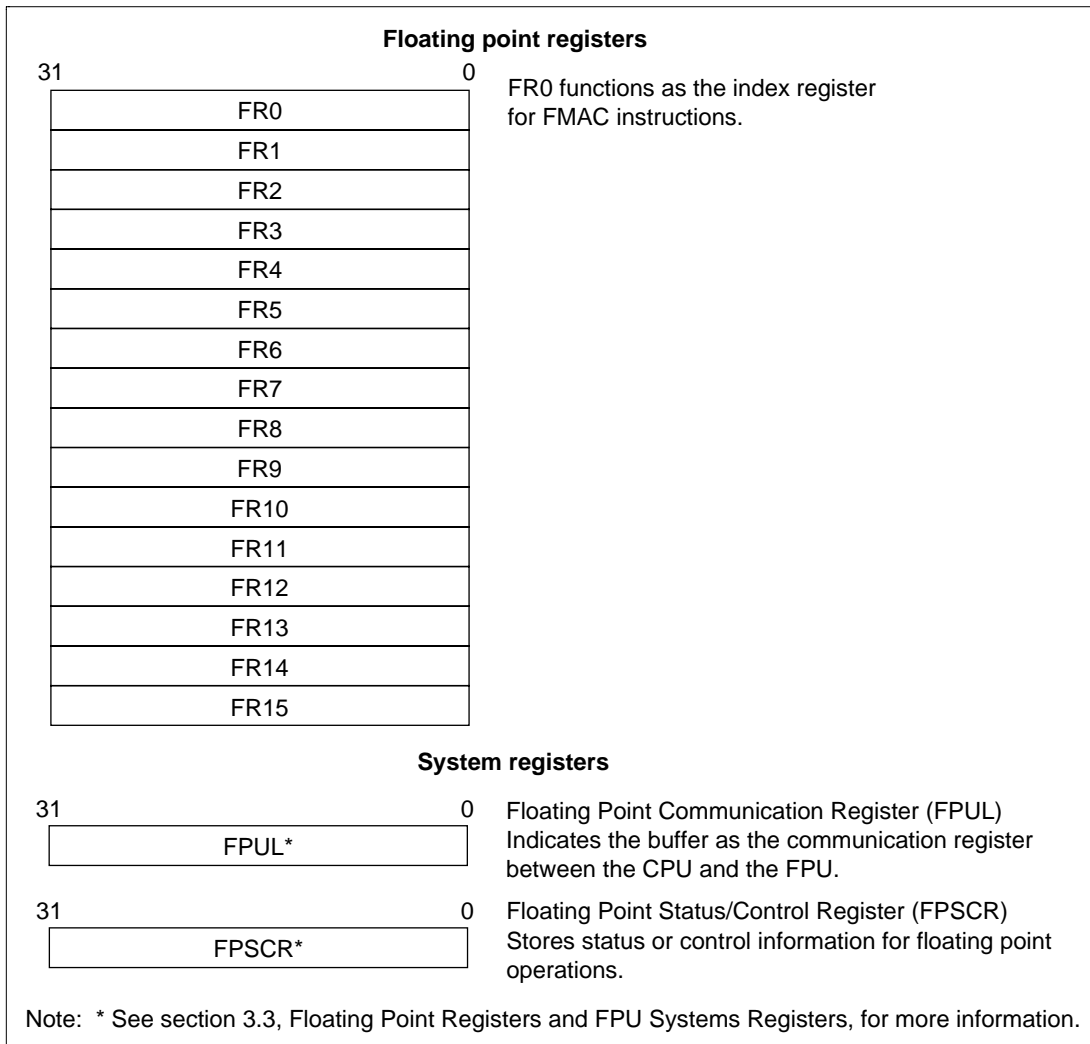 Floating point registers
31 0
FR0 functions as the index register
for FMAC instructions.
FR0
FR1
FR2
FR3
FR4
FR5
FR6
FR7
FR8
FR9
FR10
FR11
FR12
FR13
FR14
FR15
System registers
31 0
FPUL*
Floating Point Communication Register (FPUL)
Indicates the buffer as the communication register
between the CPU and the FPU.
31 0
FPSCR*
Floating Point Status/Control Register (FPSCR)
Stores status or control information for floating point
operations.
Note: * See section 3.3, Floating Point Registers and FPU Systems Registers, for more information.